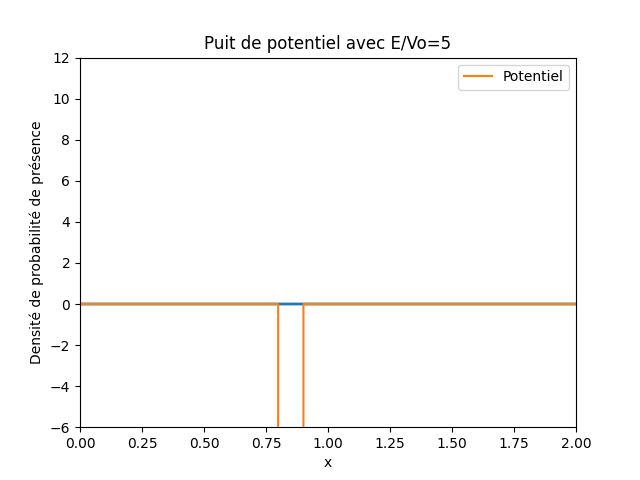 Puit de potentiel avec E/Vo=5
Potentiel
Densité de probabilité de présence
12
10
8
6
4
2
0
−2
−4
−6
0.00 0.25 0.50 0.75 1.00 1.25 1.50 1.75 2.00
x